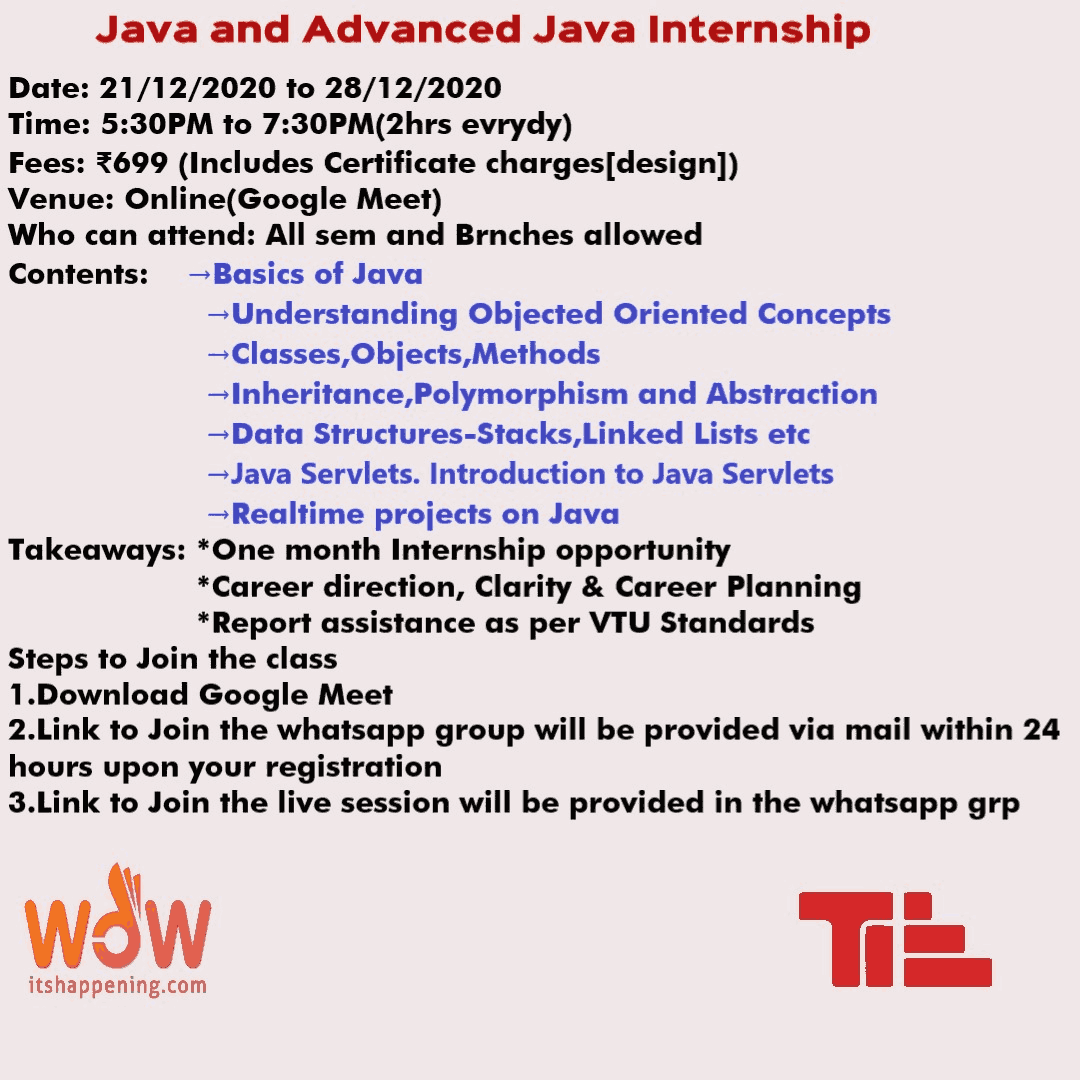 Java and Advanced Java Internship
Date: 21/12/2020 to 28/12/2020
Time: 5:30PM to 7:30PM(2hrs evrydy)
Fees: ₹699 (Includes Certificate charges[design])
Venue: Online(Google Meet)
Who can attend: All sem and Brnches allowed
Contents: →Basics of Java
→Understanding Objected Oriented Concepts
→Classes,Objects,Methods
→Inheritance,Polymorphism and Abstraction
→Data Structures-Stacks,Linked Lists etc
→Java Servlets. Introduction to Java Servlets
→Realtime projects on Java
Takeaways: *One month Internship opportunity
*Career direction, Clarity & Career Planning
*Report assistance as per VTU Standards
Steps to Join the class
1.Download Google Meet
2.Link to Join the whatsapp group will be provided via mail within 24
hours upon your registration
3.Link to Join the live session will be provided in the whatsapp grp
WOW
itshappening.com
TiE